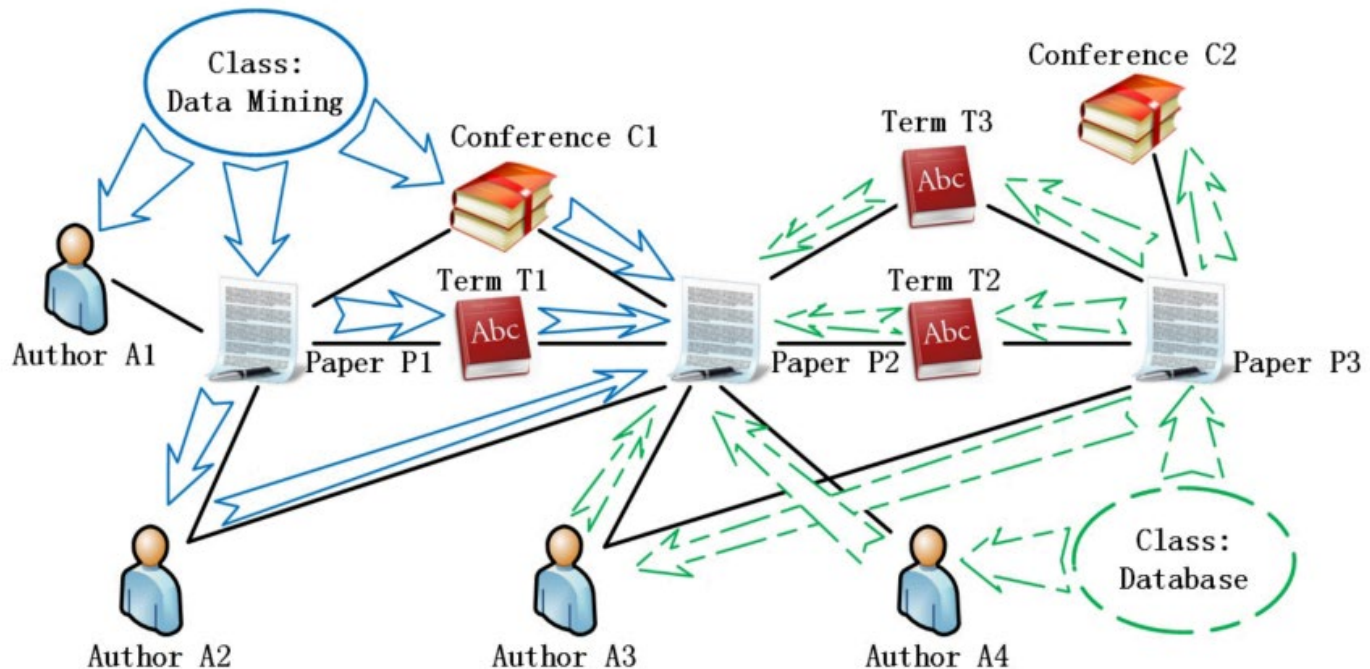 Class:
Data Mining
Conference C2
Term T3
Conference C1
Abc
Term T1
Term T2
Abc
Abc
Author A1
Paper P1
Paper P2
Paper P3
Class:
Database
Author A2
Author A3
Author A4